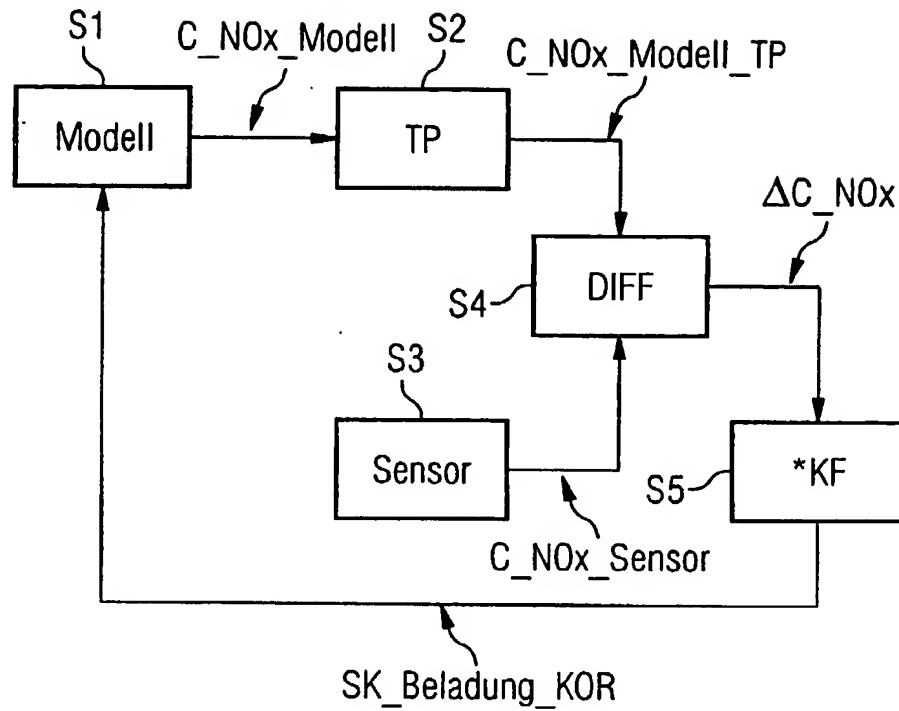 S1
C_NOx_Modell
S2
C_NOx_Modell_TP
Modell
TP
ΔC_NOx
S4
DIFF
S3
Sensor
S5
*KF
C_NOx_Sensor
SK_Beladung_KOR